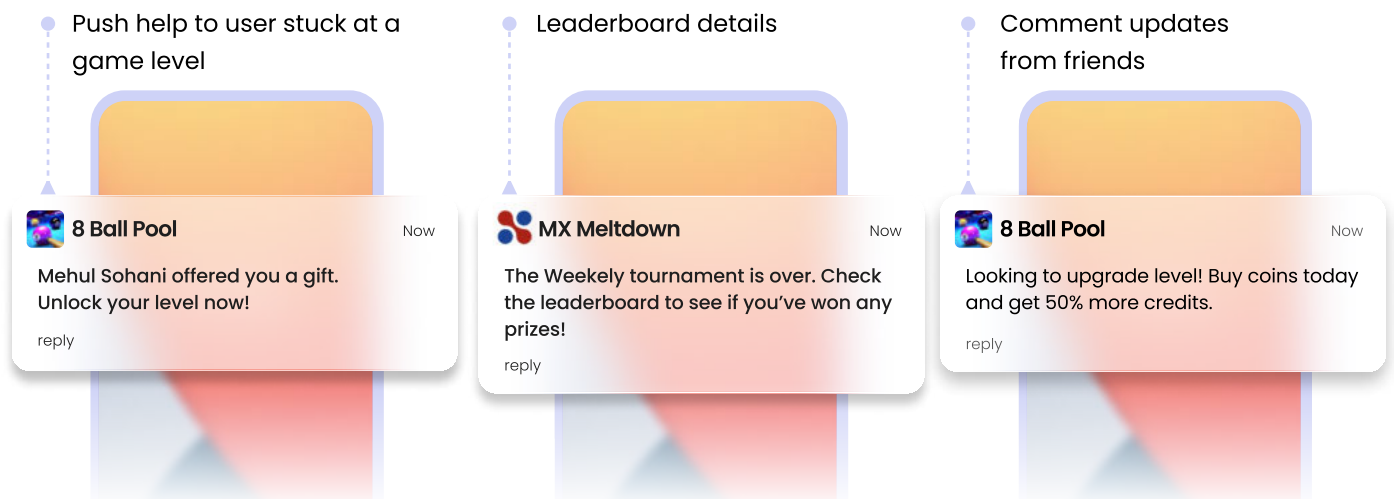 Push help to user stuck at a
game level
8 Ball Pool
Now
Mehul Sohani offered you a gift.
Unlock your level now!
reply
Leaderboard details
MX Meltdown
Now
The Weekely tournament is over. Check
the leaderboard to see if you’ve won any
prizes!
reply
Comment updates
from friends
8 Ball Pool
Now
Looking to upgrade level! Buy coins today
and get 50% more credits.
reply